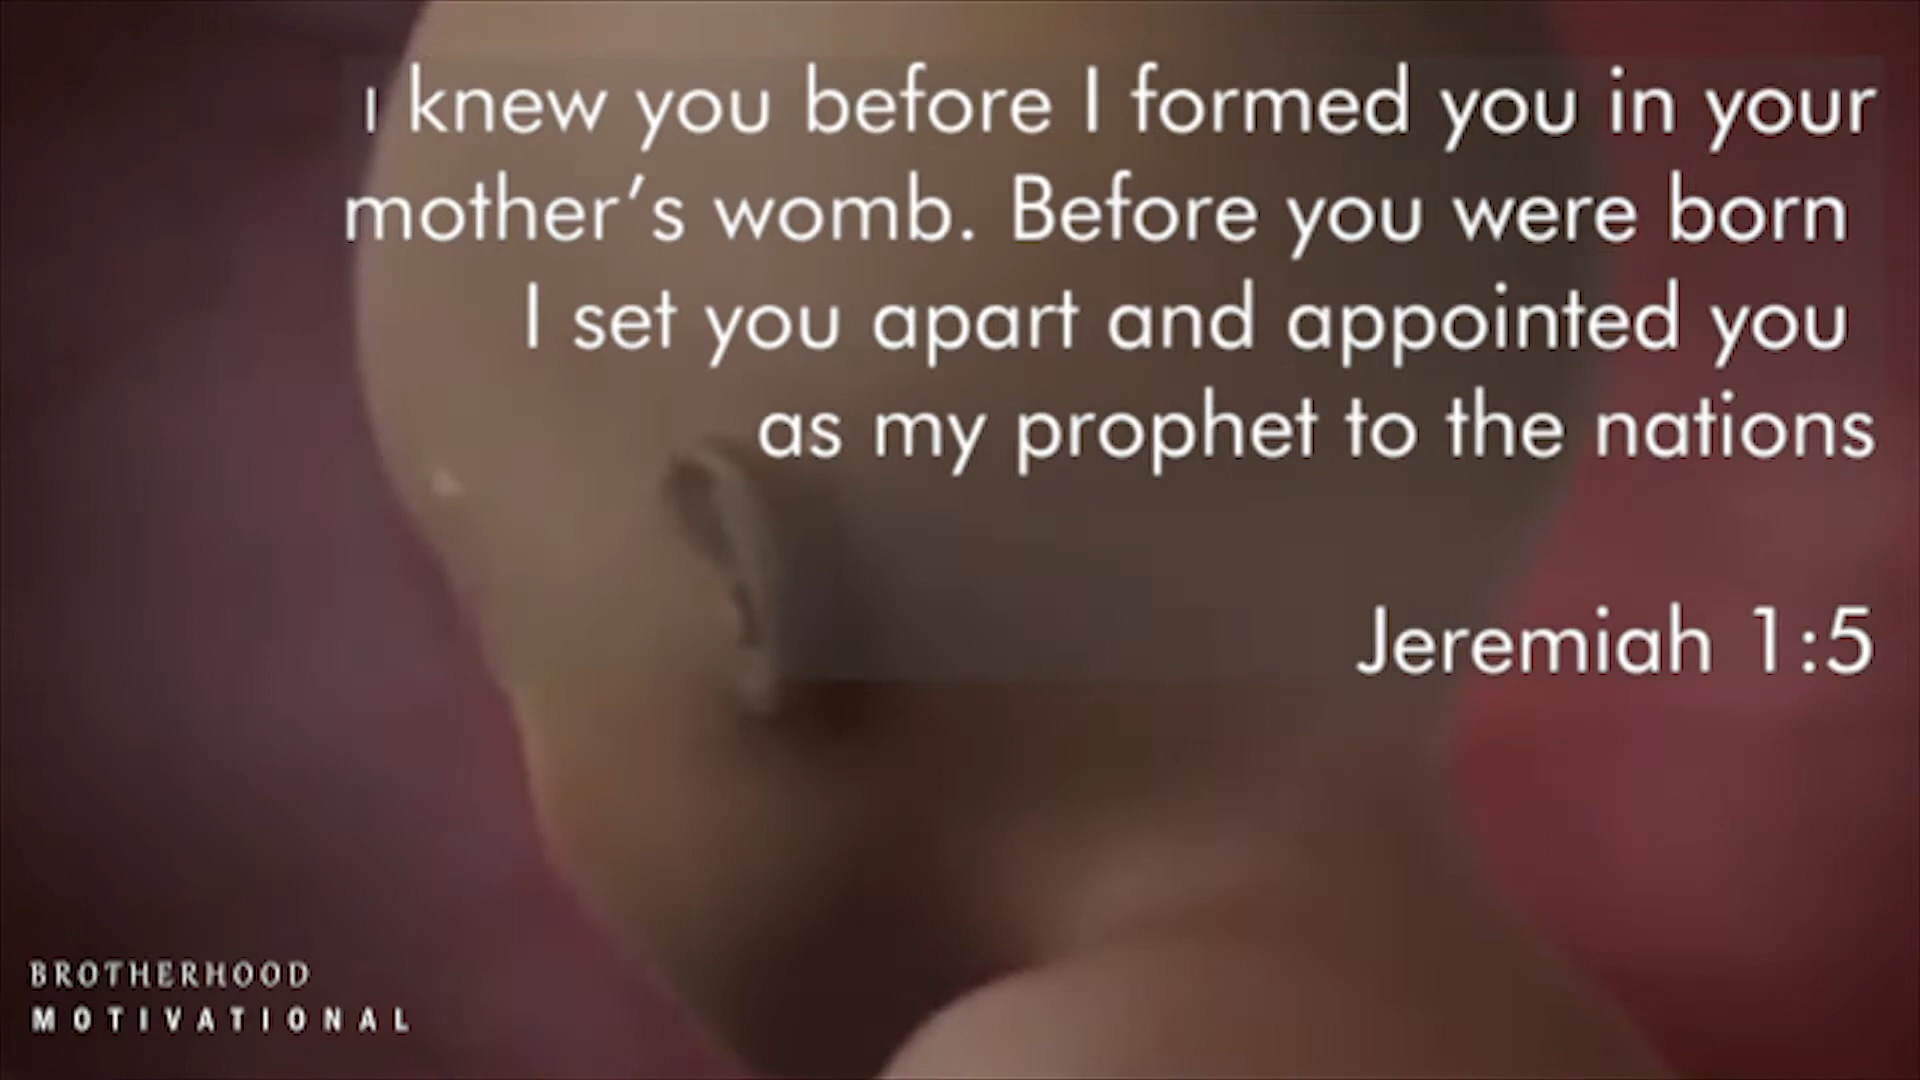 I knew you before I formed you in your
mother’s womb. Before you were born
I set you apart and appointed you
as my prophet to the nations
Jeremiah 1:5
BROTHERHOOD
MOTIVATIONAL